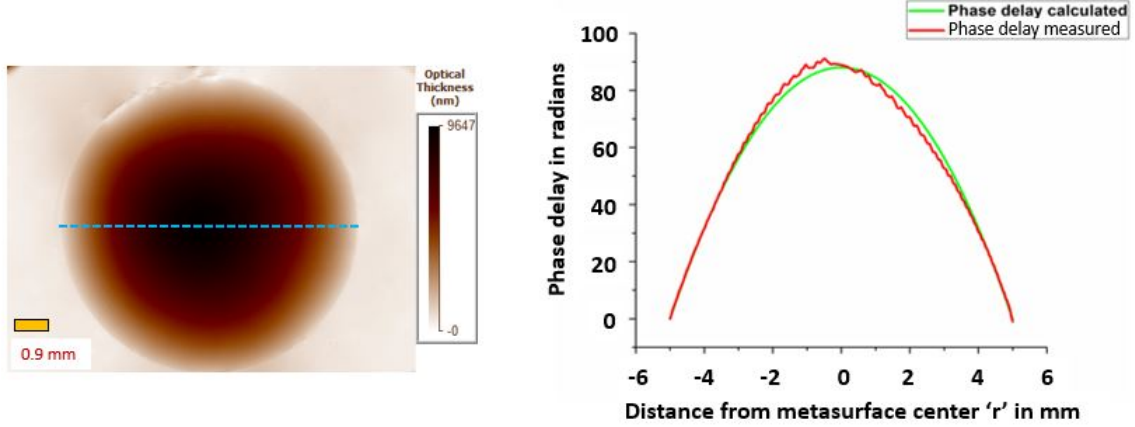 Optical
Thickness
(nm)
9647
-0
0.9 mm
Phase delay calculated
Phase delay measured
Phase delay in radians
100
80
60
40
20
0
-6
-4
-2
0
2
4
6
Distance from metasurface center ‘r’ in mm